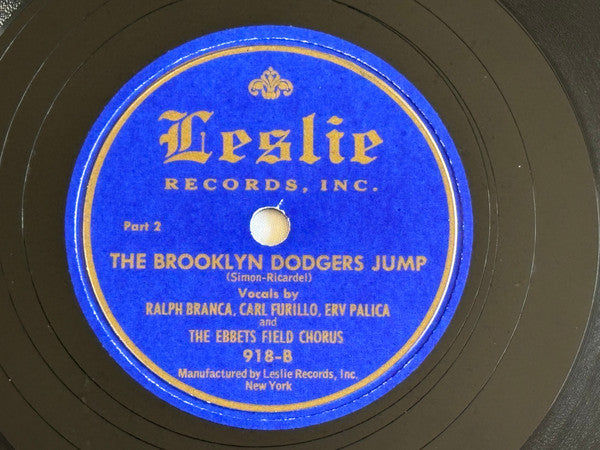 Leslie
RECORDS, INC.
Part 2
THE BROOKLYN DODGERS JUMP
(Simon-Ricardel)
Vocals by
RALPH BRANCA, CARL FURILLO, ERV PALICA
and
THE EBBETS FIELD CHORUS
918-B
Manufactured by Leslie Records, Inc.
New York